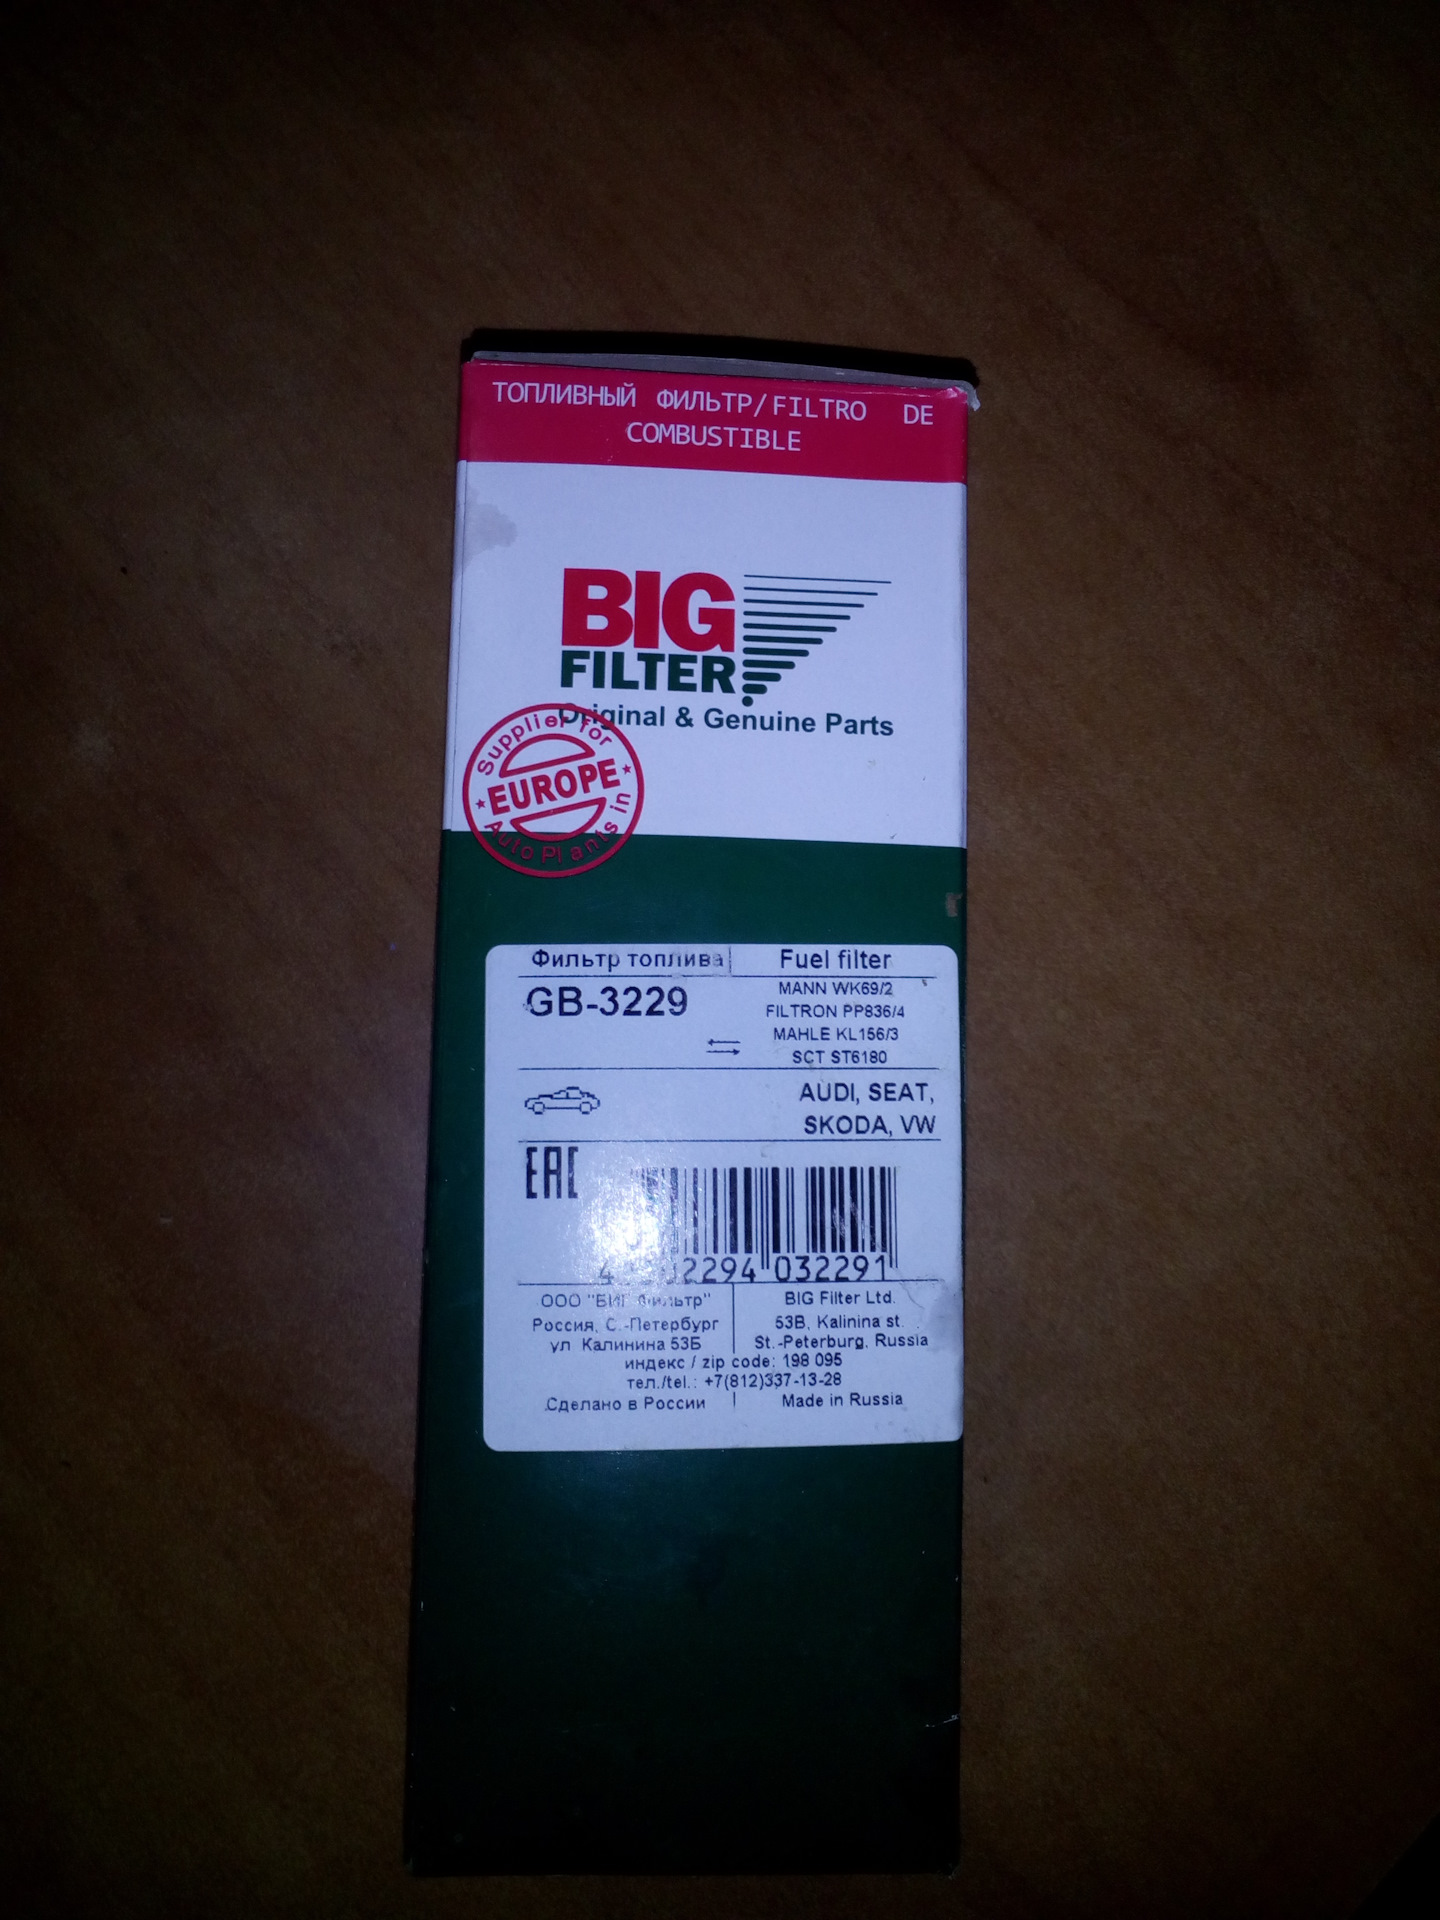 ТОПЛИВНЫЙ ФИЛЬТР/FILTRO DE
COMBUSTIBLE
BIG
FILTER
Original & Genuine Parts
Supplier for
EUROPE
Auto Plants in
Фильтр топлива Fuel filter
GB-3229
MANN WK69/2
FILTRON PP836/4
MAHLE KL156/3
SCT ST6180
AUDI, SEAT,
SKODA, VW
EAC
4 2294 032291
ООО "БИГ Фильтр" BIG Filter Ltd.
Россия, С.-Петербург 53B, Kalinina st.
ул Калинина 53Б St.-Peterburg, Russia
индекс / zip code: 198 095
тел./tel.: +7(812)337-13-28
Сделано в России Made in Russia